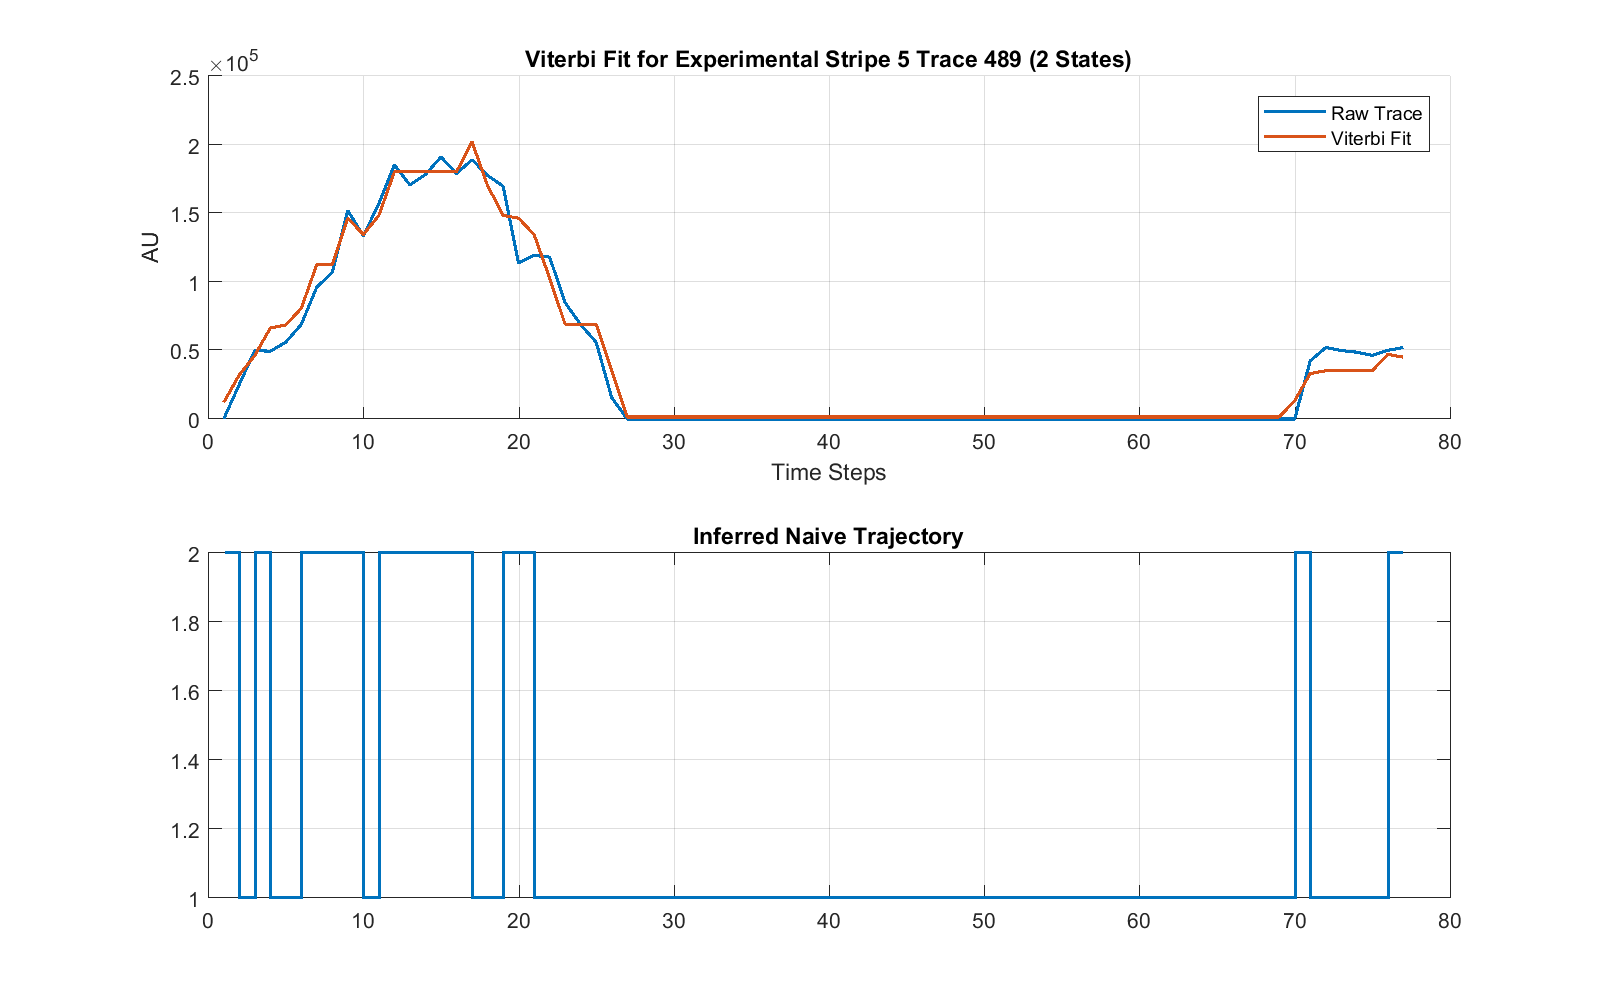 Viterbi Fit for Experimental Stripe 5 Trace 489 (2 States)
×10^5
2.5
2
1.5
1
0.5
0
AU
Raw Trace
Viterbi Fit
0 10 20 30 40 50 60 70 80
Time Steps
Inferred Naive Trajectory
2
1.8
1.6
1.4
1.2
1
0 10 20 30 40 50 60 70 80